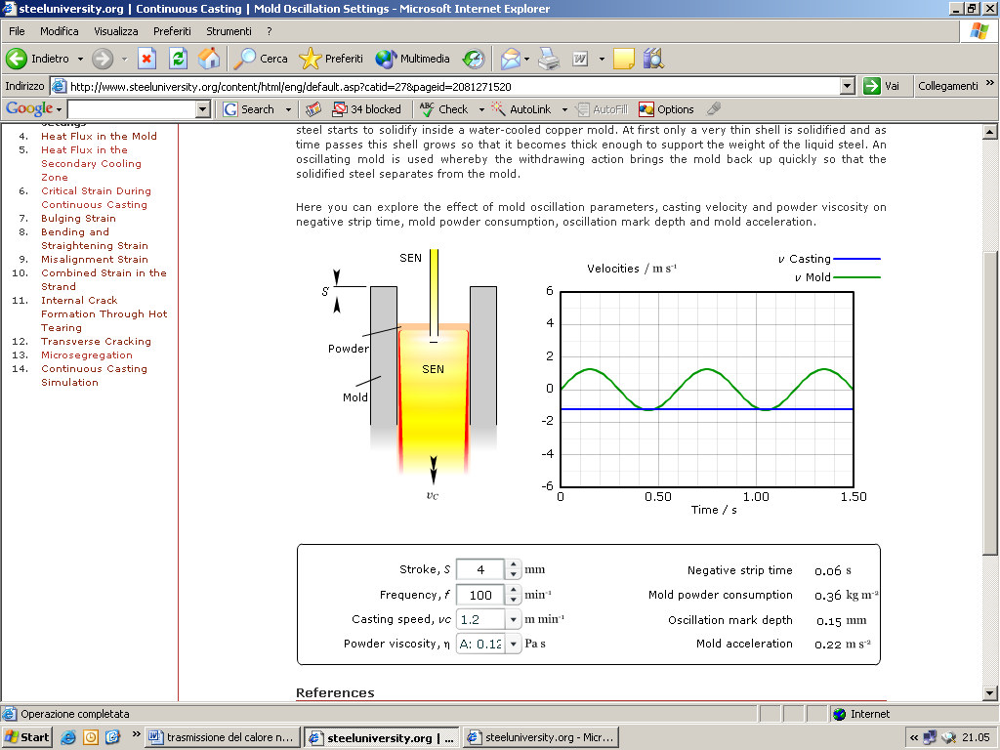 steeluniversity.org | Continuous Casting | Mold Oscillation Settings - Microsoft Internet Explorer
File Modifica Visualizza Preferiti Strumenti ?
Indietro Cerca Preferiti Multimedia
Indirizzo http://www.steeluniversity.org/content/html/eng/default.asp?catid=27&pageid=2081271520 Vai Collegamenti »
Google Search 34 blocked ABC Check AutoLink AutoFill Options
Settings
4. Heat Flux in the Mold
5. Heat Flux in the
Secondary Cooling
Zone
6. Critical Strain During
Continuous Casting
7. Bulging Strain
8. Bending and
Straightening Strain
9. Misalignment Strain
10. Combined Strain in the
Strand
11. Internal Crack
Formation Through Hot
Tearing
12. Transverse Cracking
13. Microsegregation
14. Continuous Casting
Simulation
steel starts to solidify inside a water-cooled copper mold. At first only a very thin shell is solidified and as
time passes this shell grows so that it becomes thick enough to support the weight of the liquid steel. An
oscillating mold is used whereby the withdrawing action brings the mold back up quickly so that the
solidified steel separates from the mold.
Here you can explore the effect of mold oscillation parameters, casting velocity and powder viscosity on
negative strip time, mold powder consumption, oscillation mark depth and mold acceleration.
SEN
S
Powder
SEN
Mold
vC
Velocities / m s-1
v Casting
v Mold
6
4
2
0
-2
-4
-6
0 0.50 1.00 1.50
Time / s
Stroke, S 4 mm
Frequency, f 100 min-1
Casting speed, vC 1.2 m min-1
Powder viscosity, η A: 0.12 Pa s
Negative strip time 0.06 s
Mold powder consumption 0.36 kg m-2
Oscillation mark depth 0.15 mm
Mold acceleration 0.22 m s-2
References
Operazione completata Internet
Start » trasmissione del calore n... steeluniversity.org | ... steeluniversity.org - Micr... « 21.05